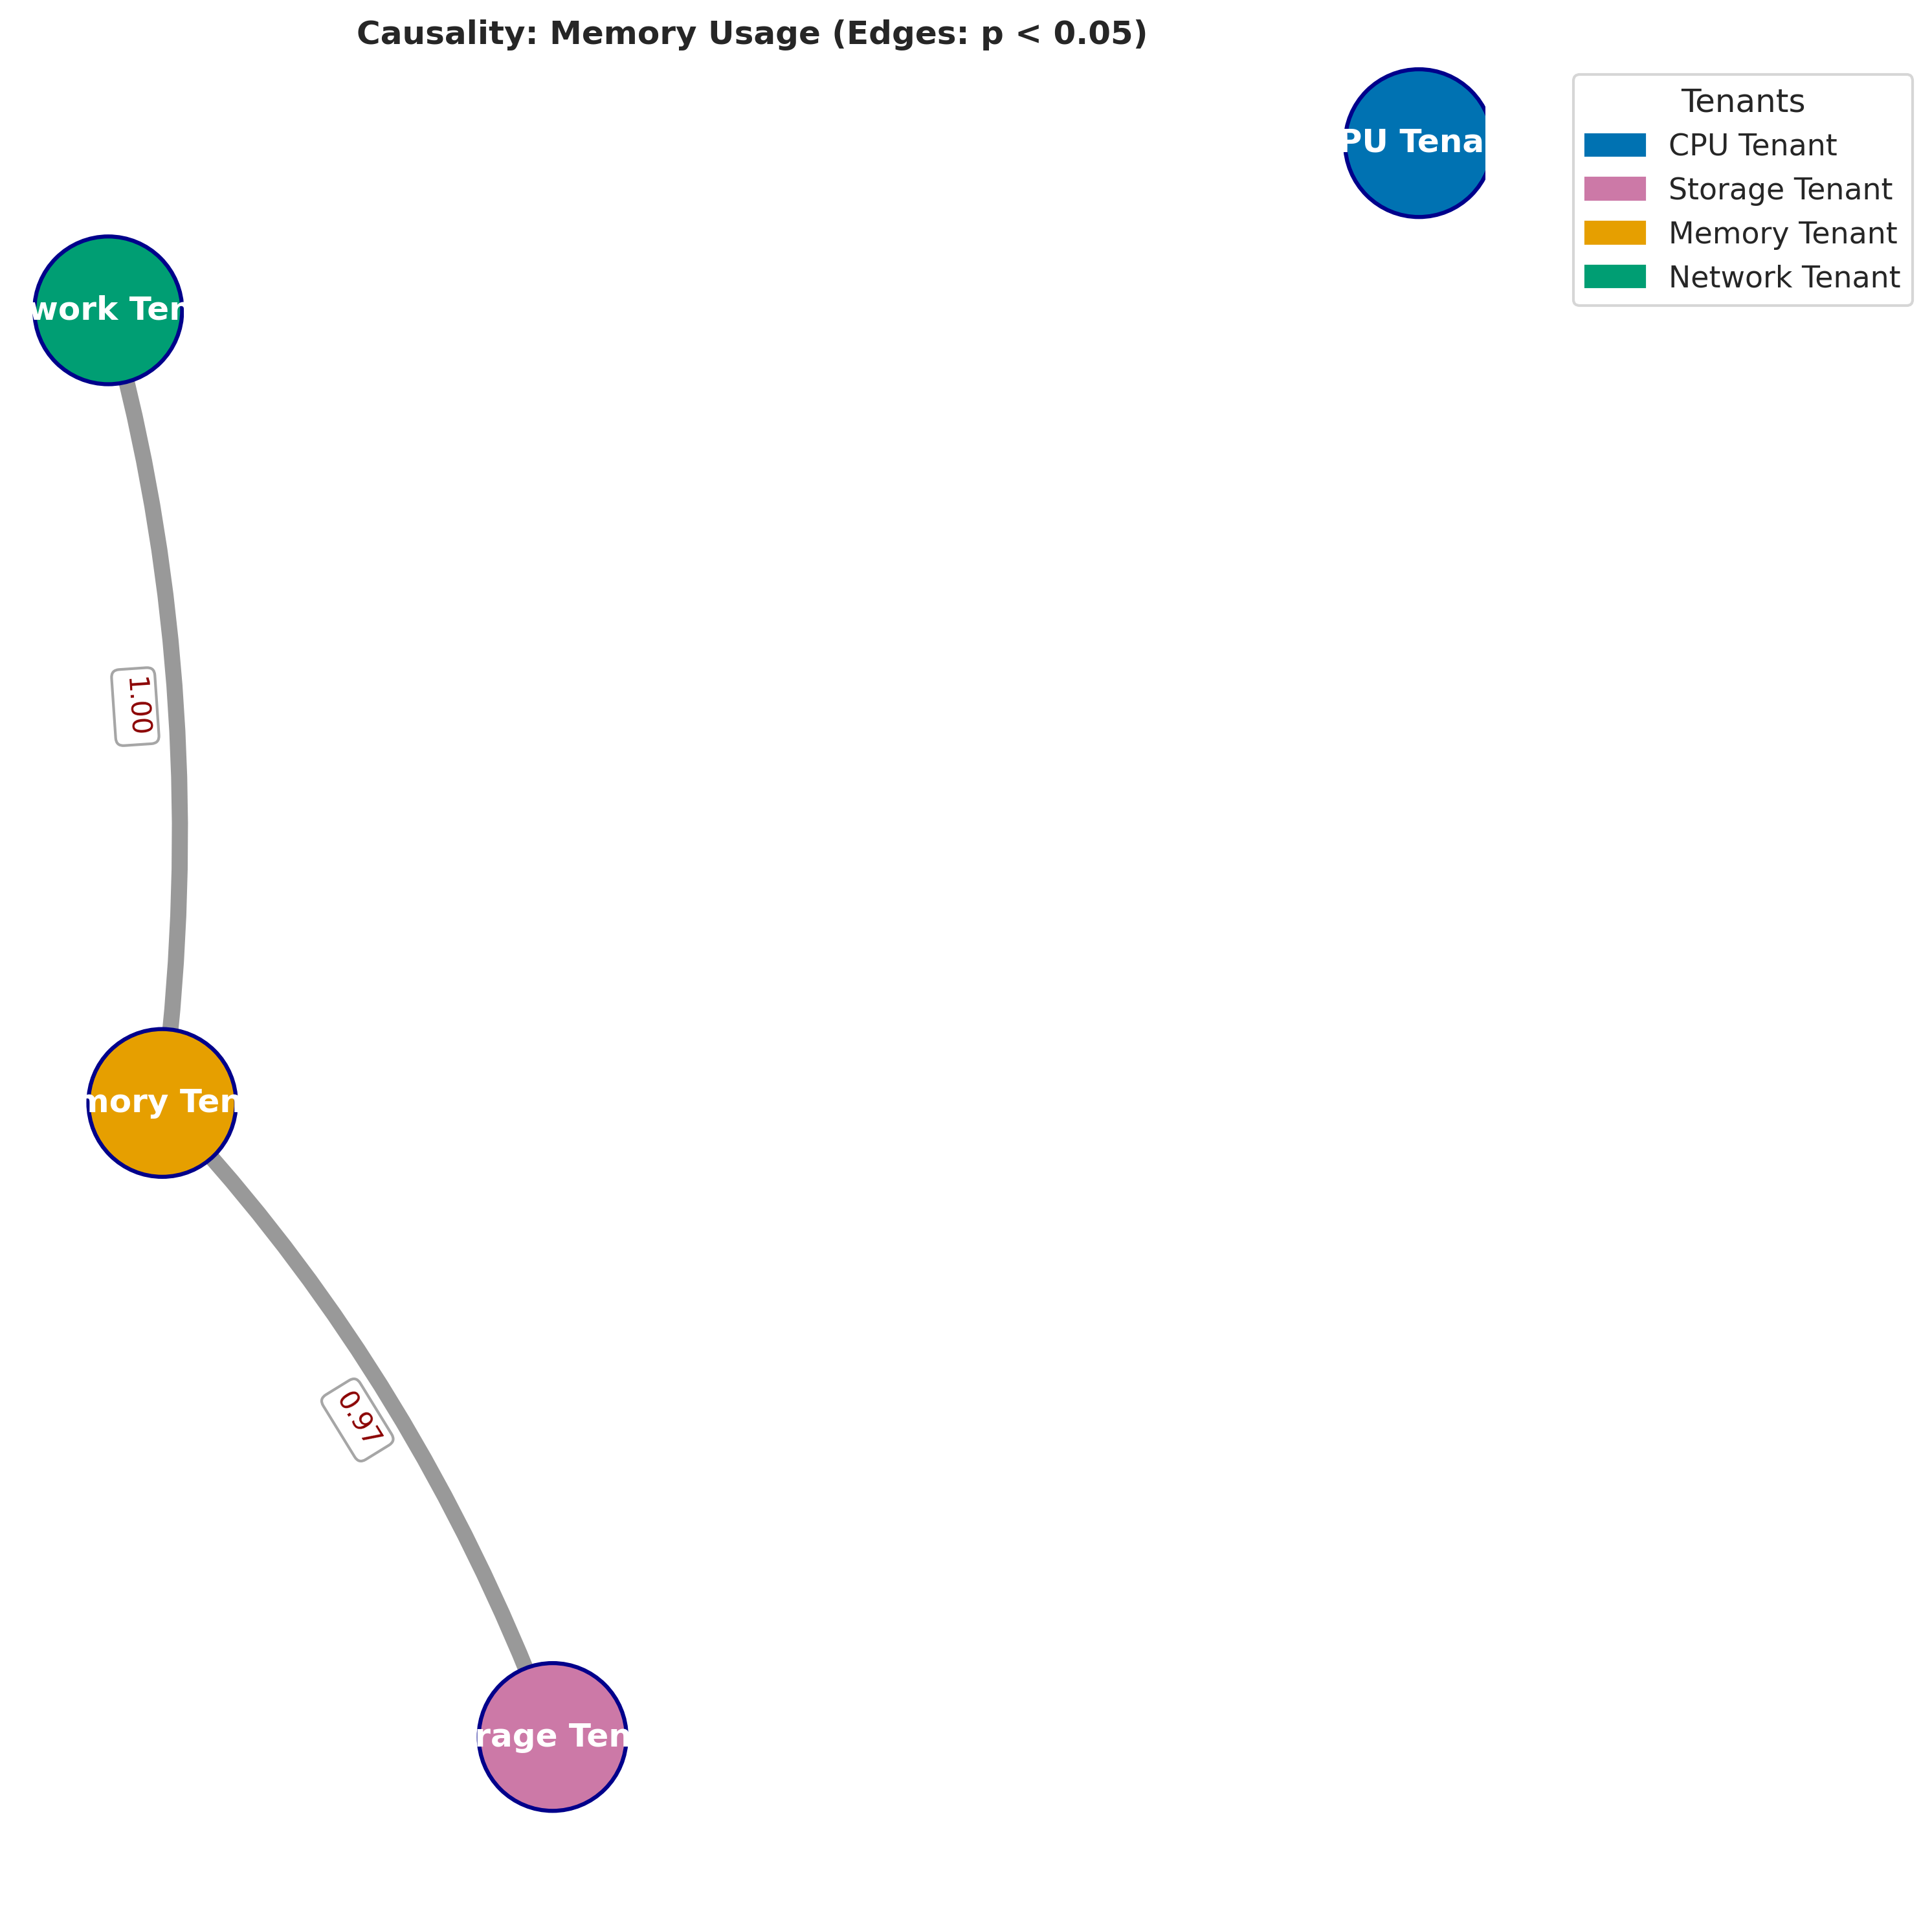 Causality: Memory Usage (Edges: p < 0.05)
PU Tena
Tenants
CPU Tenant
Storage Tenant
Memory Tenant
Network Tenant
work Ten
1.00
mory Ten
0.97
rage Ten